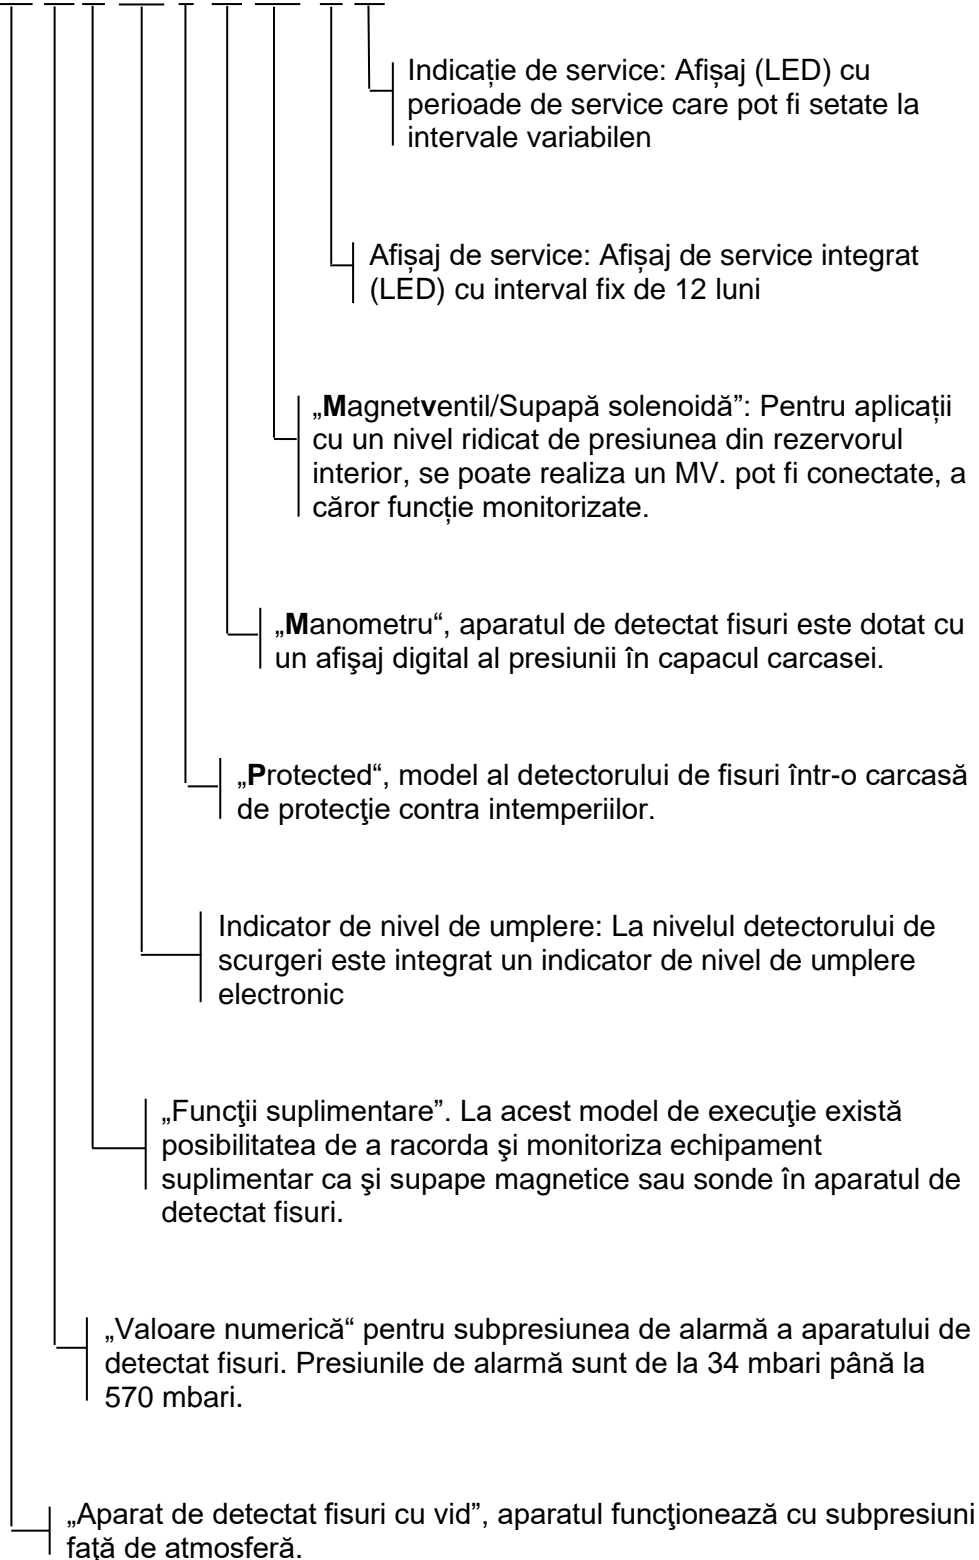 Indicație de service: Afișaj (LED) cu
perioade de service care pot fi setate la
intervale variabilen
Afișaj de service: Afișaj de service integrat
(LED) cu interval fix de 12 luni
„Magnetventil/Supapă solenoidă”: Pentru aplicații
cu un nivel ridicat de presiunea din rezervorul
interior, se poate realiza un MV. pot fi conectate, a
căror funcție monitorizate.
„Manometru“, aparatul de detectat fisuri este dotat cu
un afişaj digital al presiunii în capacul carcasei.
„Protected“, model al detectorului de fisuri într-o carcasă
de protecţie contra intemperiilor.
Indicator de nivel de umplere: La nivelul detectorului de
scurgeri este integrat un indicator de nivel de umplere
electronic
„Funcţii suplimentare”. La acest model de execuţie există
posibilitatea de a racorda şi monitoriza echipament
suplimentar ca şi supape magnetice sau sonde în aparatul de
detectat fisuri.
„Valoare numerică“ pentru subpresiunea de alarmă a aparatului de
detectat fisuri. Presiunile de alarmă sunt de la 34 mbari până la
570 mbari.
„Aparat de detectat fisuri cu vid”, aparatul funcţionează cu subpresiuni
faţă de atmosferă.